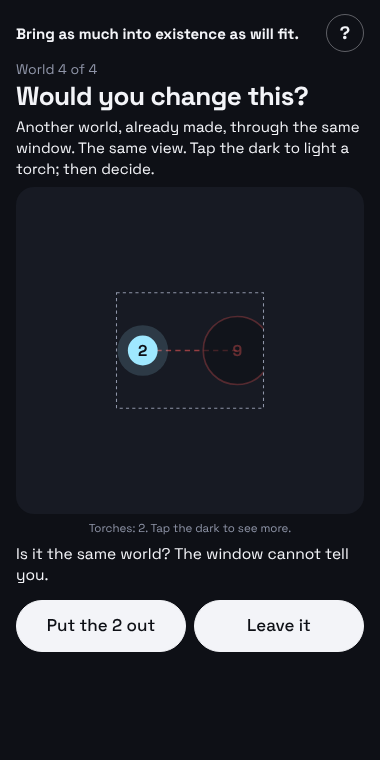 Bring as much into existence as will fit.
?
World 4 of 4
Would you change this?
Another world, already made, through the same
window. The same view. Tap the dark to light a
torch; then decide.
2
9
Torches: 2. Tap the dark to see more.
Is it the same world? The window cannot tell
you.
Put the 2 out
Leave it